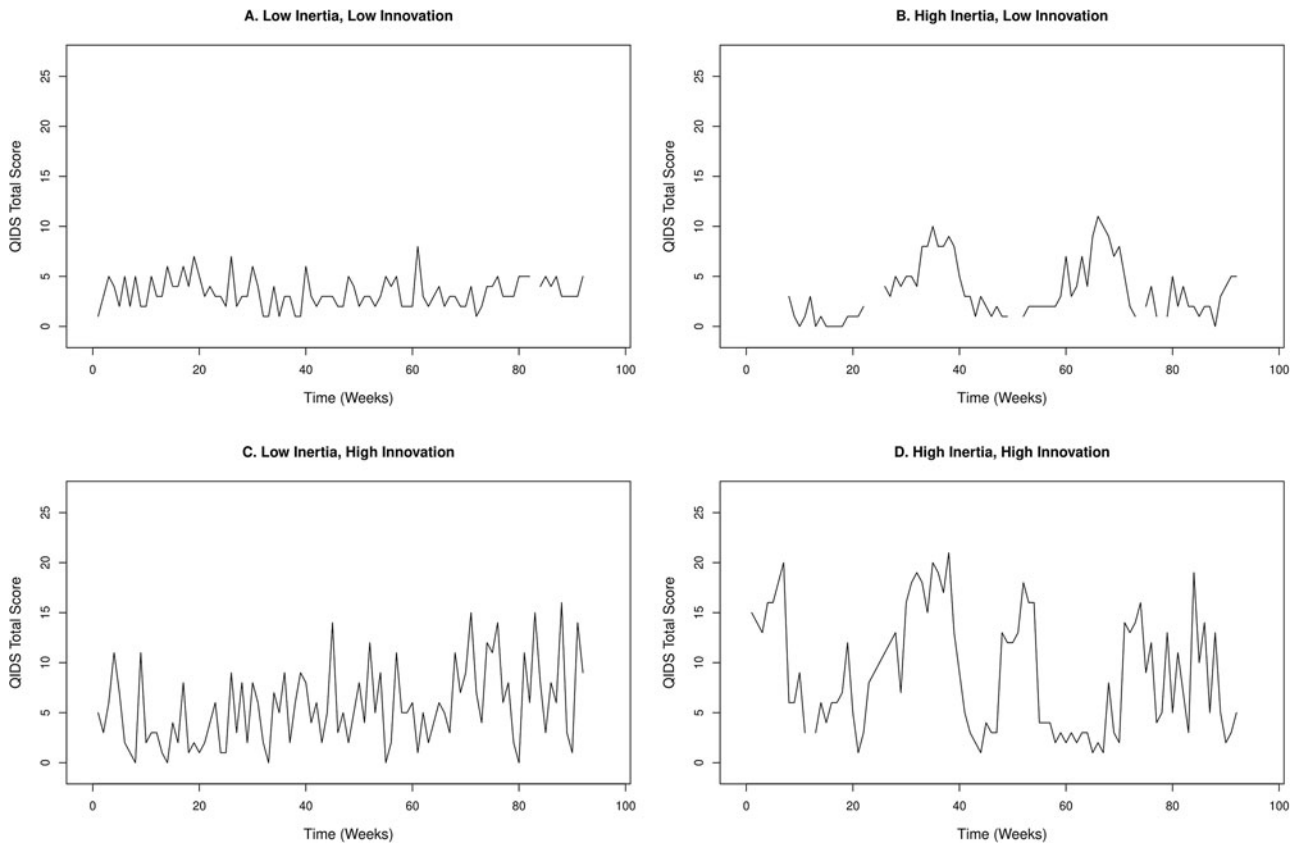 A. Low Inertia, Low Innovation
QIDS Total Score
25
20
15
10
5
0
0 20 40 60 80 100
Time (Weeks)
B. High Inertia, Low Innovation
QIDS Total Score
25
20
15
10
5
0
0 20 40 60 80 100
Time (Weeks)
C. Low Inertia, High Innovation
QIDS Total Score
25
20
15
10
5
0
0 20 40 60 80 100
Time (Weeks)
D. High Inertia, High Innovation
QIDS Total Score
25
20
15
10
5
0
0 20 40 60 80 100
Time (Weeks)